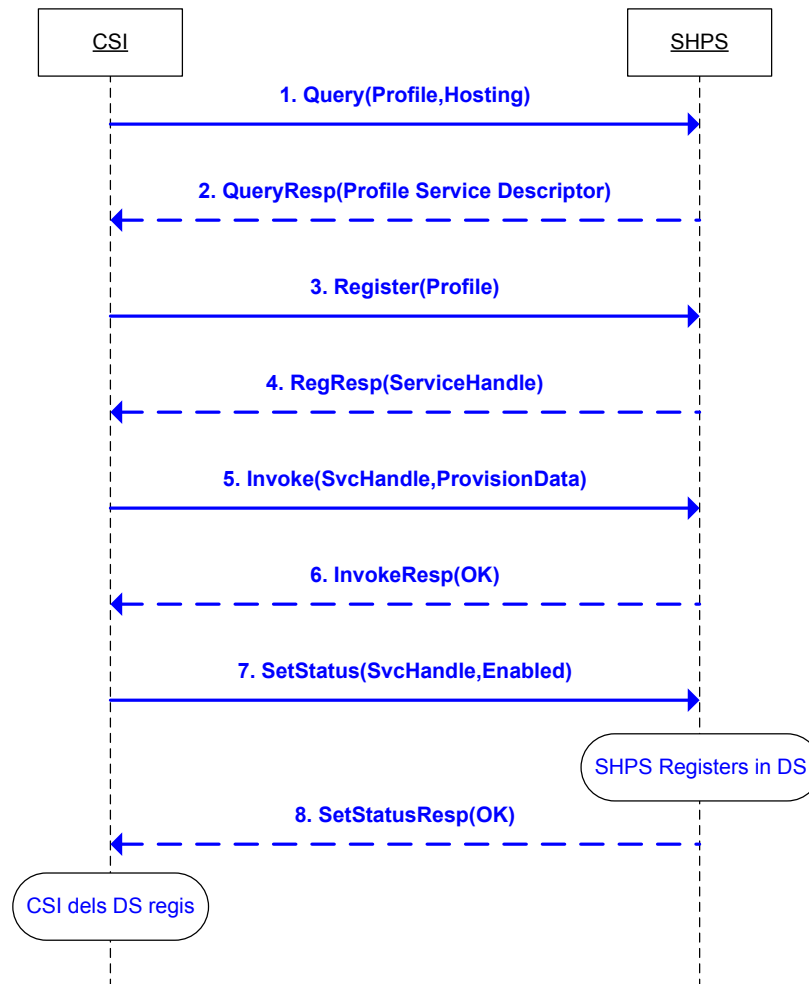 CSI
SHPS
1. Query(Profile,Hosting)
2. QueryResp(Profile Service Descriptor)
3. Register(Profile)
4. RegResp(ServiceHandle)
5. Invoke(SvcHandle,ProvisionData)
6. InvokeResp(OK)
7. SetStatus(SvcHandle,Enabled)
SHPS Registers in DS
8. SetStatusResp(OK)
CSI dels DS regis